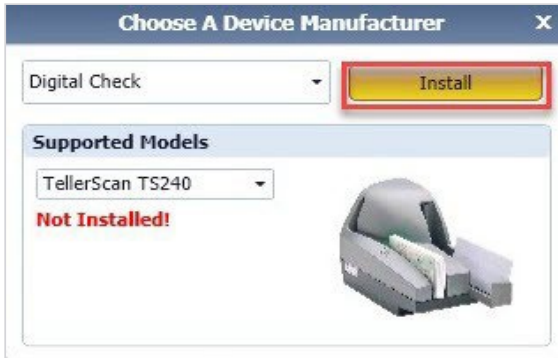 Choose A Device Manufacturer X
Digital Check Install
Supported Models
TellerScan TS240
Not Installed!